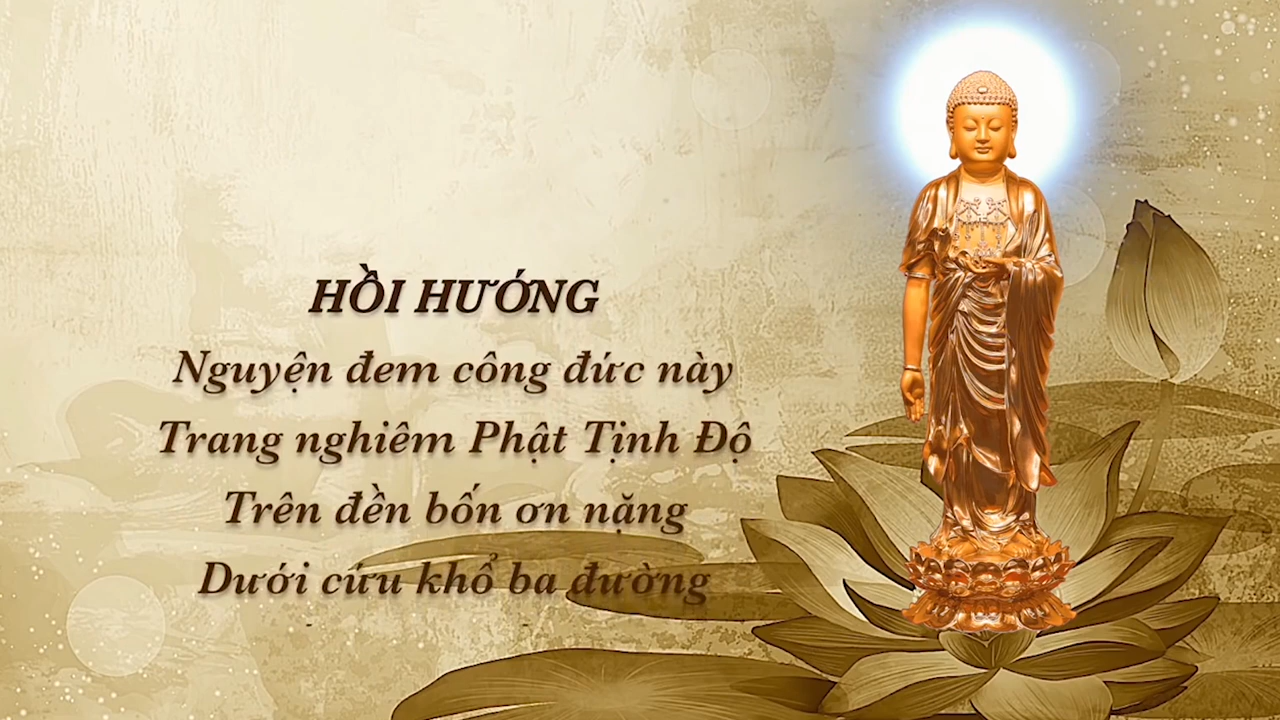 HỒI HƯỚNG
Nguyện đem công đức này
Trang nghiêm Phật Tịnh Độ
Trên đền bốn ơn nặng
Dưới cứu khổ ba đường